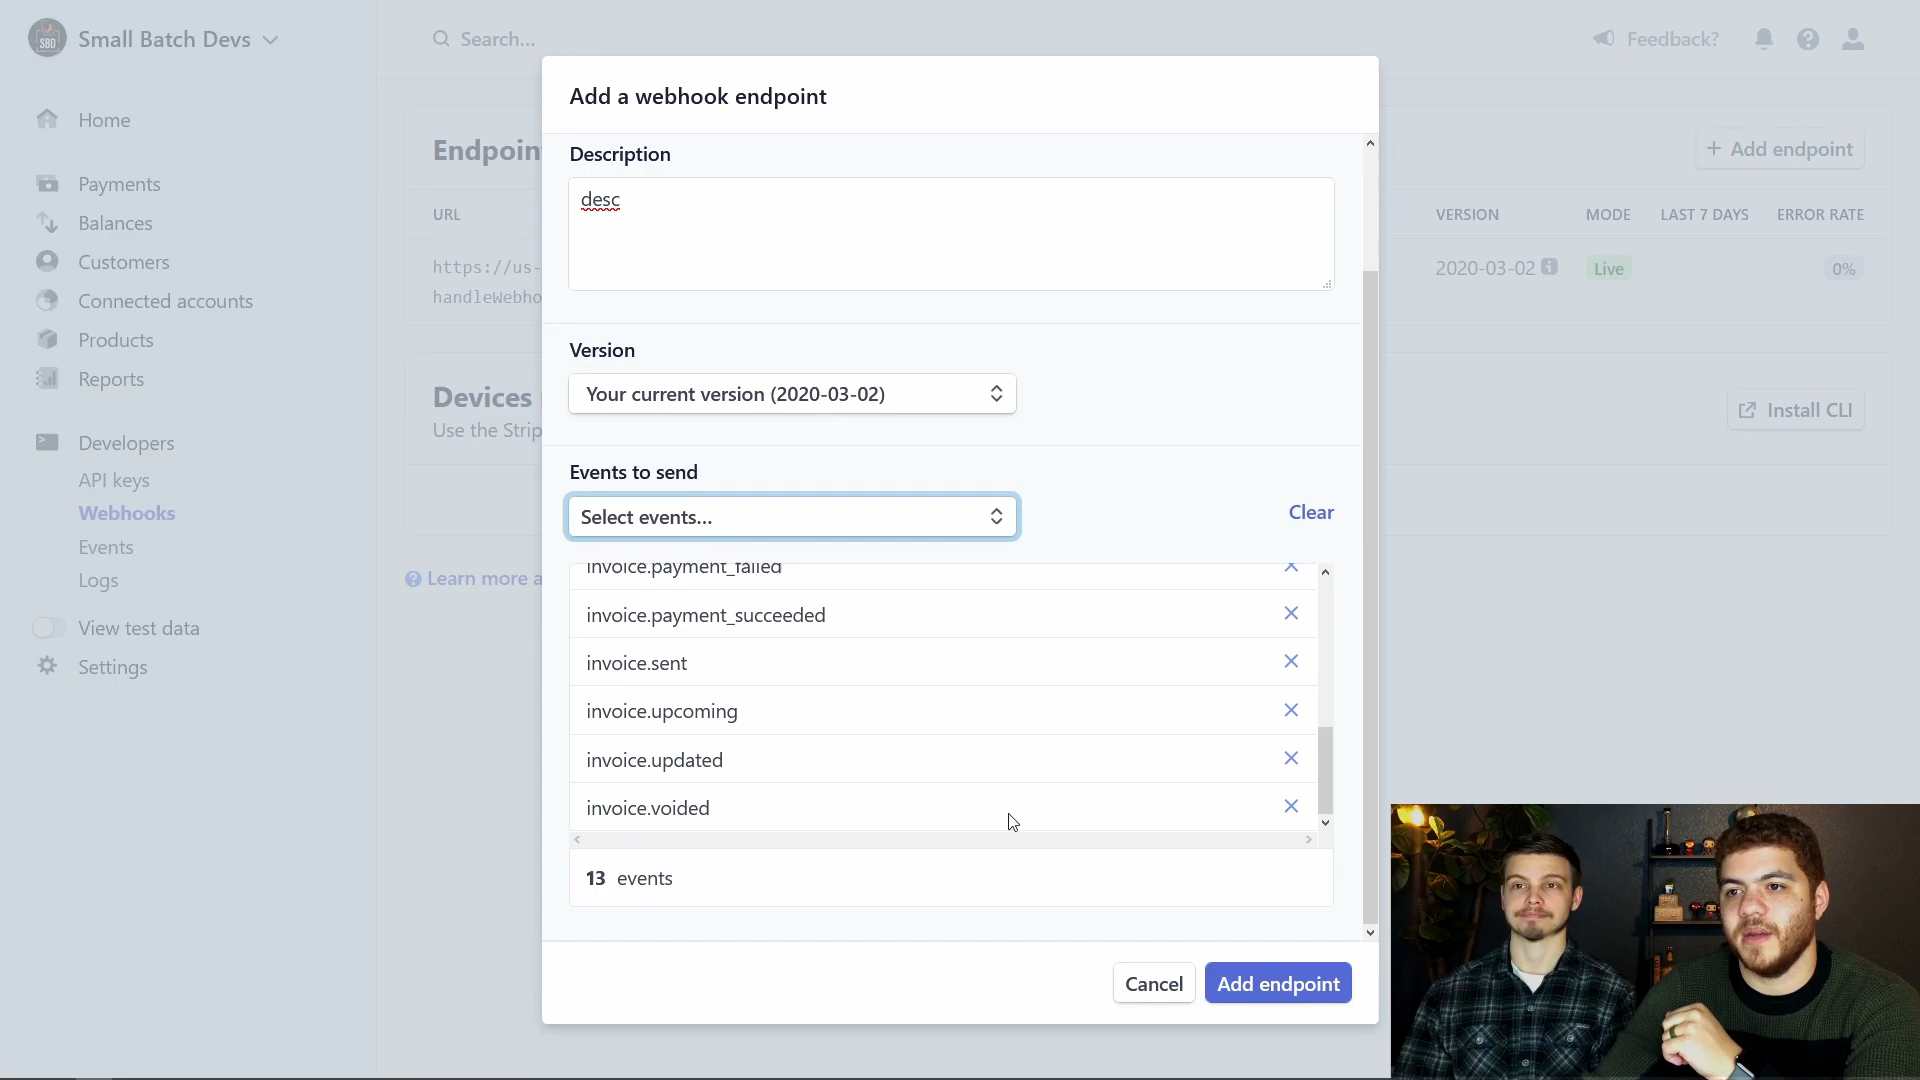 SBD
Small Batch Devs
Search...
Feedback?
Home
Payments
Balances
Customers
Connected accounts
Products
Reports
Developers
API keys
Webhooks
Events
Logs
View test data
Settings
Endpoin
+ Add endpoint
URL
VERSION
MODE
LAST 7 DAYS
ERROR RATE
https://us-
handleWebho
2020-03-02
Live
0%
Devices
Use the Strip
Install CLI
Learn more a
Add a webhook endpoint
Description
desc
Version
Your current version (2020-03-02)
Events to send
Select events...
Clear
invoice.payment_failed
invoice.payment_succeeded
invoice.sent
invoice.upcoming
invoice.updated
invoice.voided
13 events
Cancel
Add endpoint